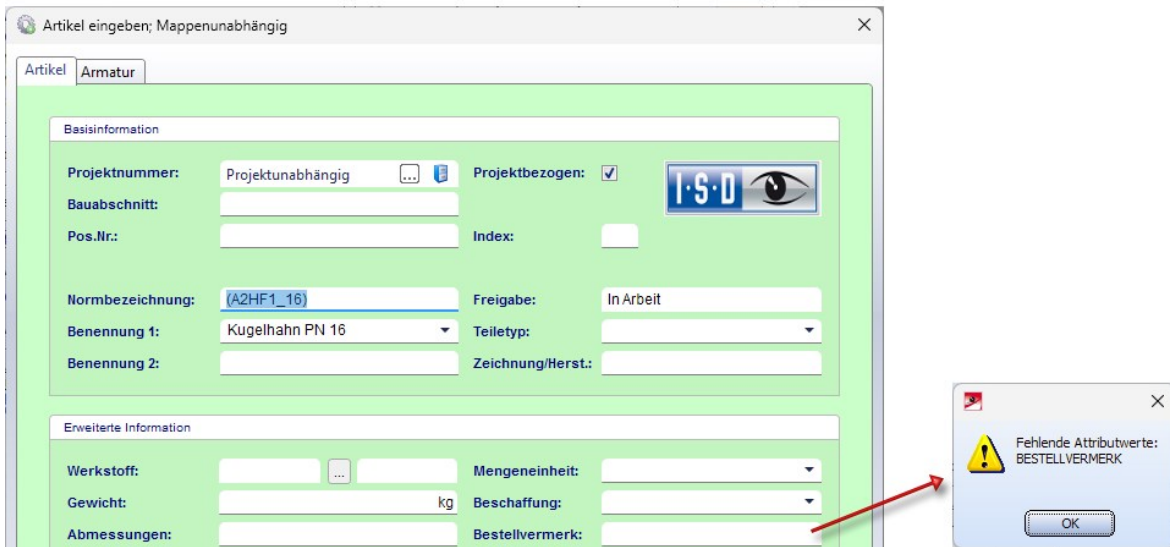 Artikel eingeben; Mappenunabhängig
Artikel Armatur
Basisinformation
Projektnummer: Projektunabhängig ... Projektbezogen:
I·S·D
Bauabschnitt:
Pos.Nr.: Index:
Normbezeichnung: (A2HF1_16) Freigabe: In Arbeit
Benennung 1: Kugelhahn PN 16 Teiletyp:
Benennung 2: Zeichnung/Herst.:
Erweiterte Information
Werkstoff: ... Mengeneinheit:
Gewicht: kg Beschaffung:
Abmessungen: Bestellvermerk:
Fehlende Attributwerte:
BESTELLVERMERK
OK